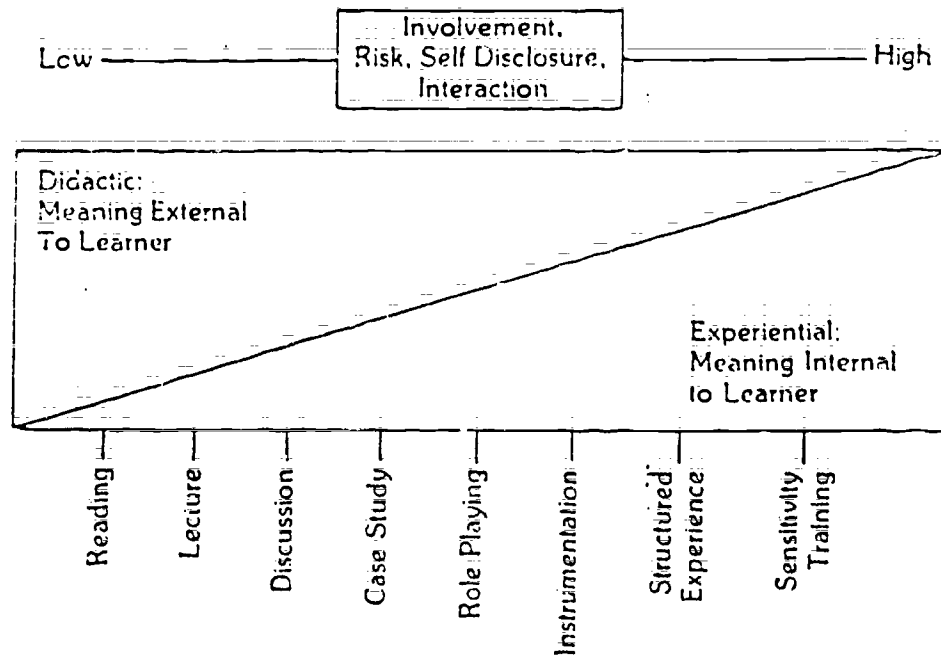 Involvement,
Low
Risk, Self Disclosure,
High
Interaction
Didactic:
Meaning External
To Learner
Experiential:
Meaning Internal
to Learner
Reading
Lecture
Discussion
Case Study
Role Playing
Instrumentation
Structured
Experience
Sensitivity
Training